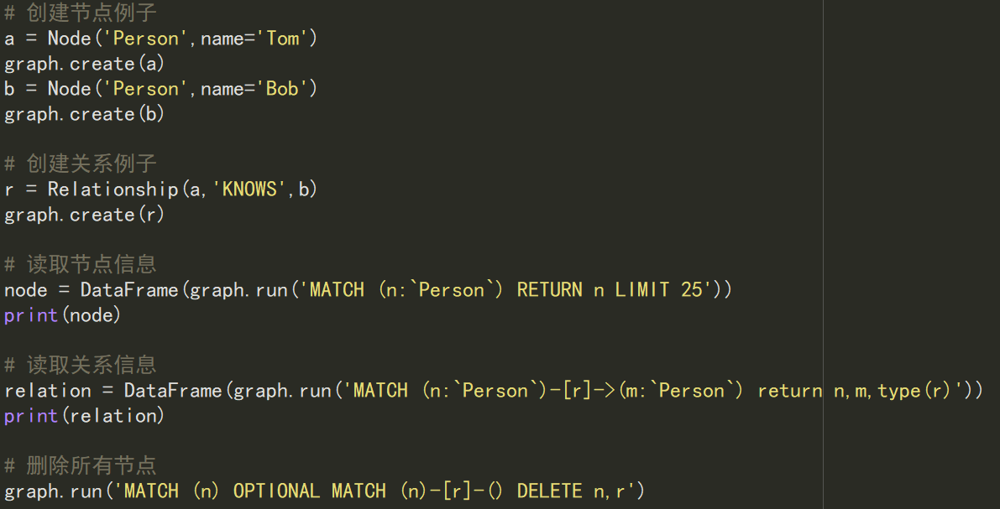 # 创建节点例子
a = Node('Person',name='Tom')
graph.create(a)
b = Node('Person',name='Bob')
graph.create(b)
# 创建关系例子
r = Relationship(a,'KNOWS',b)
graph.create(r)
# 读取节点信息
node = DataFrame(graph.run('MATCH (n:`Person`) RETURN n LIMIT 25'))
print(node)
# 读取关系信息
relation = DataFrame(graph.run('MATCH (n:`Person`)-[r]->(m:`Person`) return n,m,type(r)'))
print(relation)
# 删除所有节点
graph.run('MATCH (n) OPTIONAL MATCH (n)-[r]-() DELETE n,r')